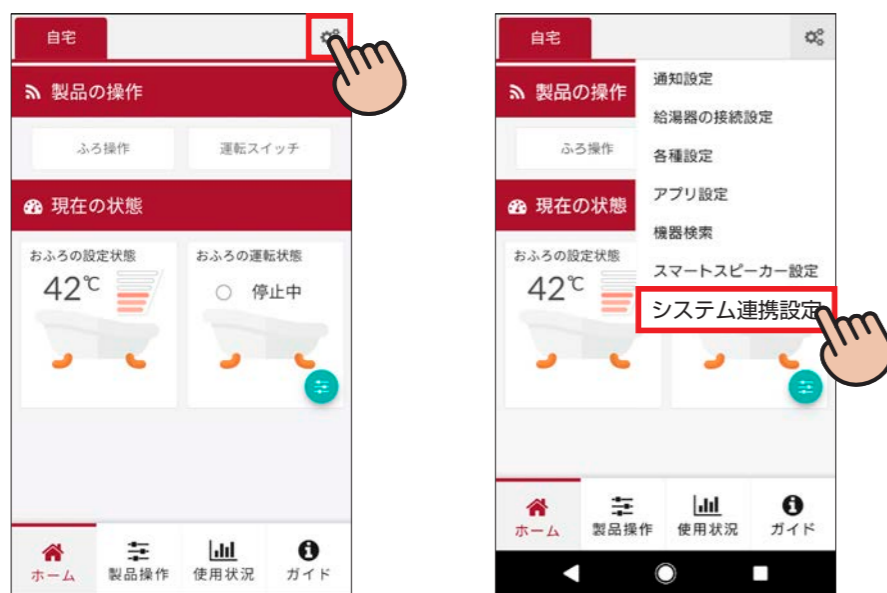 自宅
製品の操作
ふろ操作
運転スイッチ
現在の状態
おふろの設定状態
おふろの運転状態
42℃
停止中
ホーム
製品操作
使用状況
ガイド
自宅
製品の操作
ふろ操作
現在の状態
おふろの設定状態
42℃
通知設定
給湯器の接続設定
各種設定
アプリ設定
機器検索
スマートスピーカー設定
システム連携設定
ホーム
製品操作
使用状況
ガイド